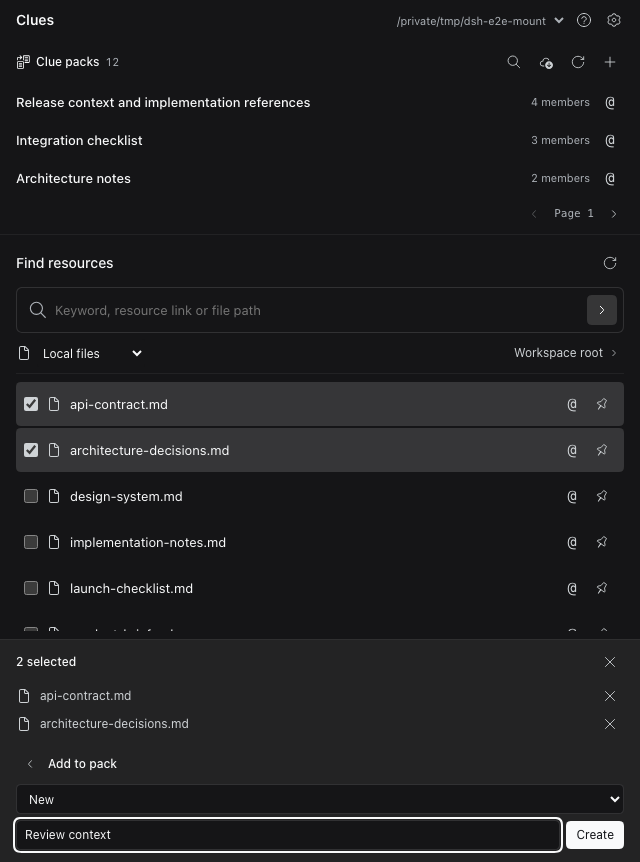 Clues
/private/tmp/dsh-e2e-mount
Clue packs 12
Release context and implementation references 4 members @
Integration checklist 3 members @
Architecture notes 2 members @
Page 1
Find resources
Keyword, resource link or file path
Local files Workspace root
api-contract.md @
architecture-decisions.md @
design-system.md @
implementation-notes.md @
launch-checklist.md @
2 selected
api-contract.md
architecture-decisions.md
Add to pack
New
Review context Create